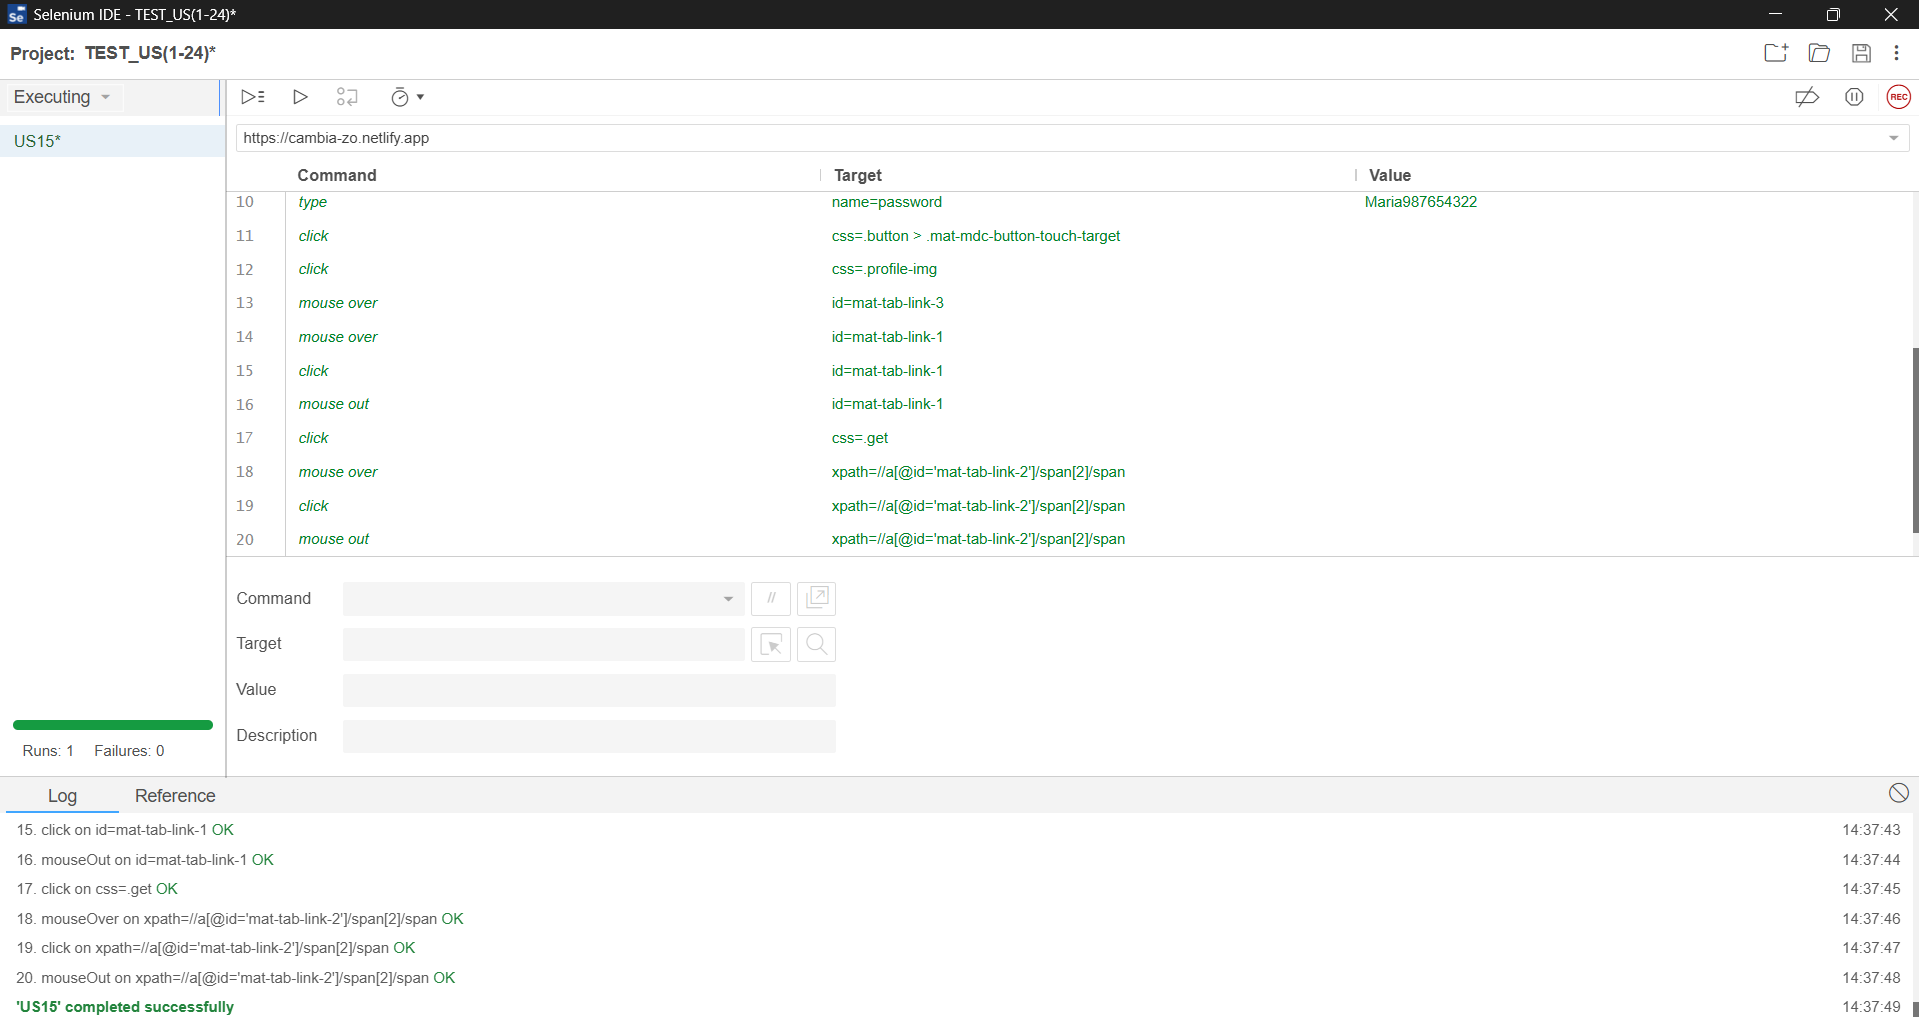 Selenium IDE - TEST_US(1-24)*
Project: TEST_US(1-24)*
Executing
REC
US15*
https://cambia-zo.netlify.app
Command Target Value
10 type name=password Maria987654322
11 click css=.button > .mat-mdc-button-touch-target
12 click css=.profile-img
13 mouse over id=mat-tab-link-3
14 mouse over id=mat-tab-link-1
15 click id=mat-tab-link-1
16 mouse out id=mat-tab-link-1
17 click css=.get
18 mouse over xpath=//a[@id='mat-tab-link-2']/span[2]/span
19 click xpath=//a[@id='mat-tab-link-2']/span[2]/span
20 mouse out xpath=//a[@id='mat-tab-link-2']/span[2]/span
Command //
Target
Value
Description
Runs: 1 Failures: 0
Log Reference
15. click on id=mat-tab-link-1 OK 14:37:43
16. mouseOut on id=mat-tab-link-1 OK 14:37:44
17. click on css=.get OK 14:37:45
18. mouseOver on xpath=//a[@id='mat-tab-link-2']/span[2]/span OK 14:37:46
19. click on xpath=//a[@id='mat-tab-link-2']/span[2]/span OK 14:37:47
20. mouseOut on xpath=//a[@id='mat-tab-link-2']/span[2]/span OK 14:37:48
'US15' completed successfully 14:37:49